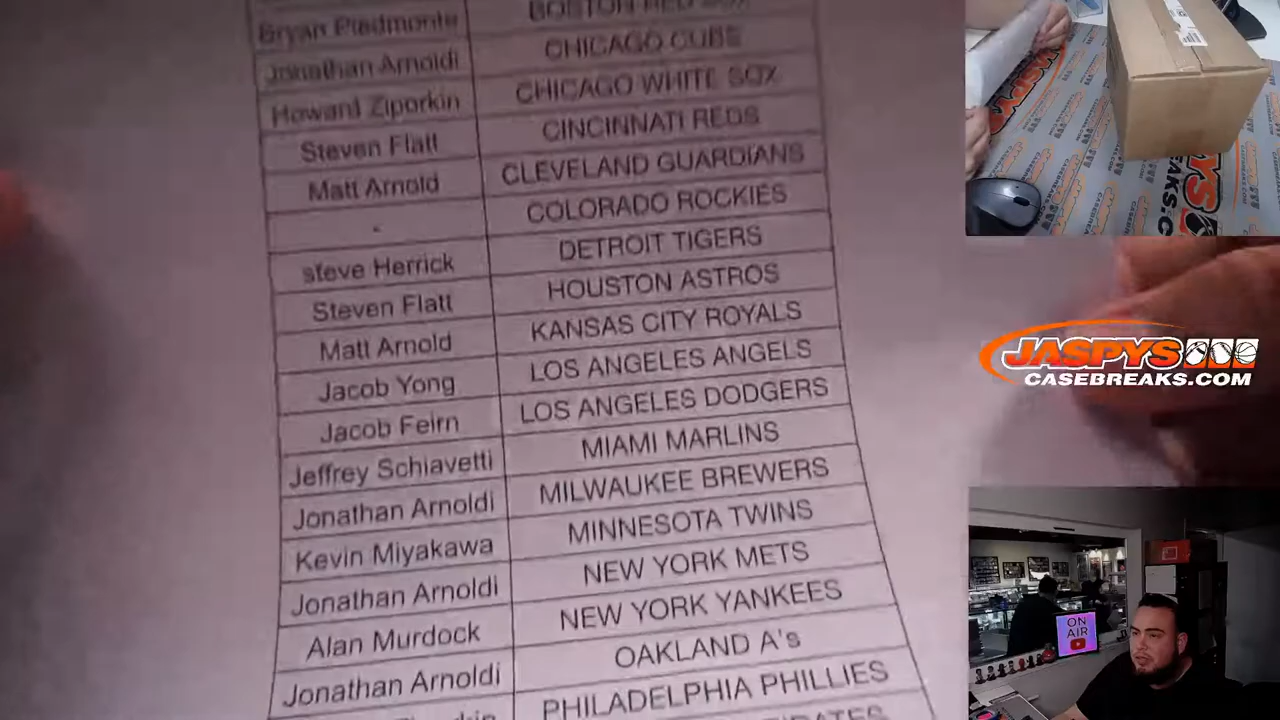 Bryan Piedmonte BOSTON RED SOX
Jonathan Arnoldi CHICAGO CUBS
Howard Ziporkin CHICAGO WHITE SOX
Steven Flatt CINCINNATI REDS
Matt Arnold CLEVELAND GUARDIANS
. COLORADO ROCKIES
steve Herrick DETROIT TIGERS
Steven Flatt HOUSTON ASTROS
Matt Arnold KANSAS CITY ROYALS
Jacob Yong LOS ANGELES ANGELS
Jacob Feirn LOS ANGELES DODGERS
Jeffrey Schiavetti MIAMI MARLINS
Jonathan Arnoldi MILWAUKEE BREWERS
Kevin Miyakawa MINNESOTA TWINS
Jonathan Arnoldi NEW YORK METS
Alan Murdock NEW YORK YANKEES
Jonathan Arnoldi OAKLAND A's
PHILADELPHIA PHILLIES
JASPYS
CASEBREAKS.COM
ON
AIR